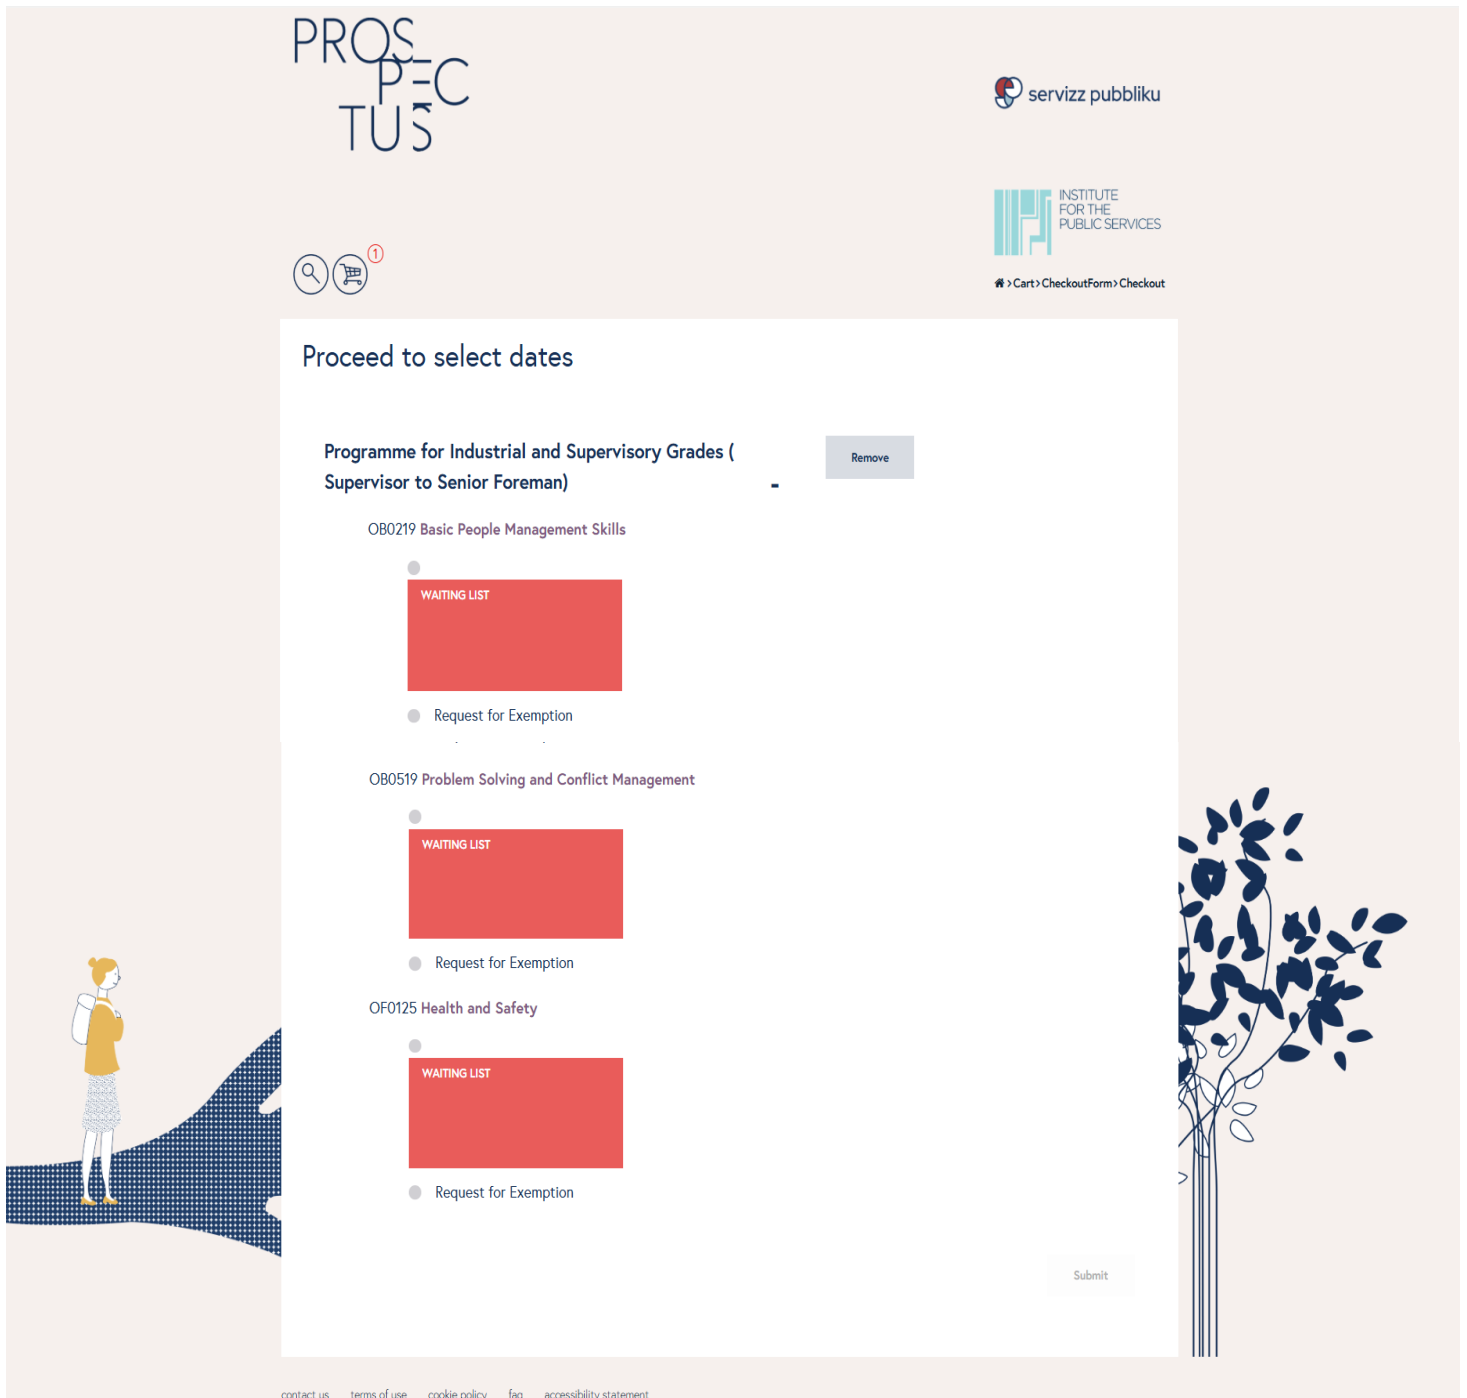 PROS
PEC
TUS
servizz pubbliku
INSTITUTE
FOR THE
PUBLIC SERVICES
1
> Cart > CheckoutForm > Checkout
Proceed to select dates
Programme for Industrial and Supervisory Grades (
Supervisor to Senior Foreman)
-
Remove
OB0219 Basic People Management Skills
WAITING LIST
Request for Exemption
OB0519 Problem Solving and Conflict Management
WAITING LIST
Request for Exemption
OF0125 Health and Safety
WAITING LIST
Request for Exemption
Submit
contact us terms of use cookie policy faq accessibility statement